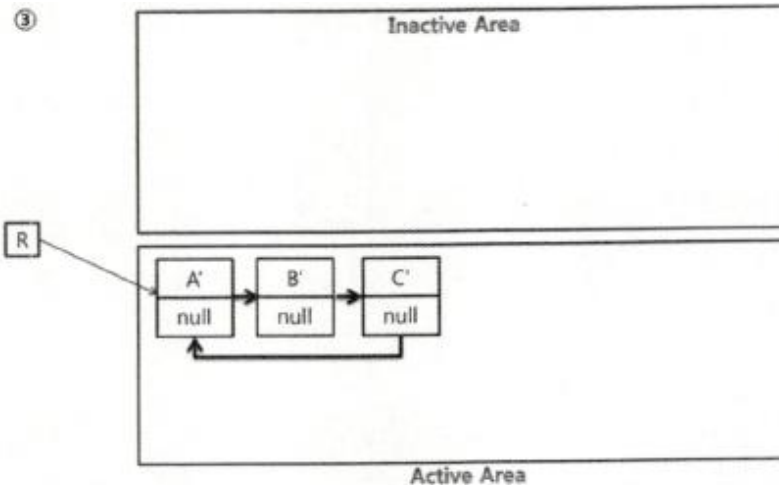 ③
Inactive Area
R
A' B' C'
null null null
Active Area